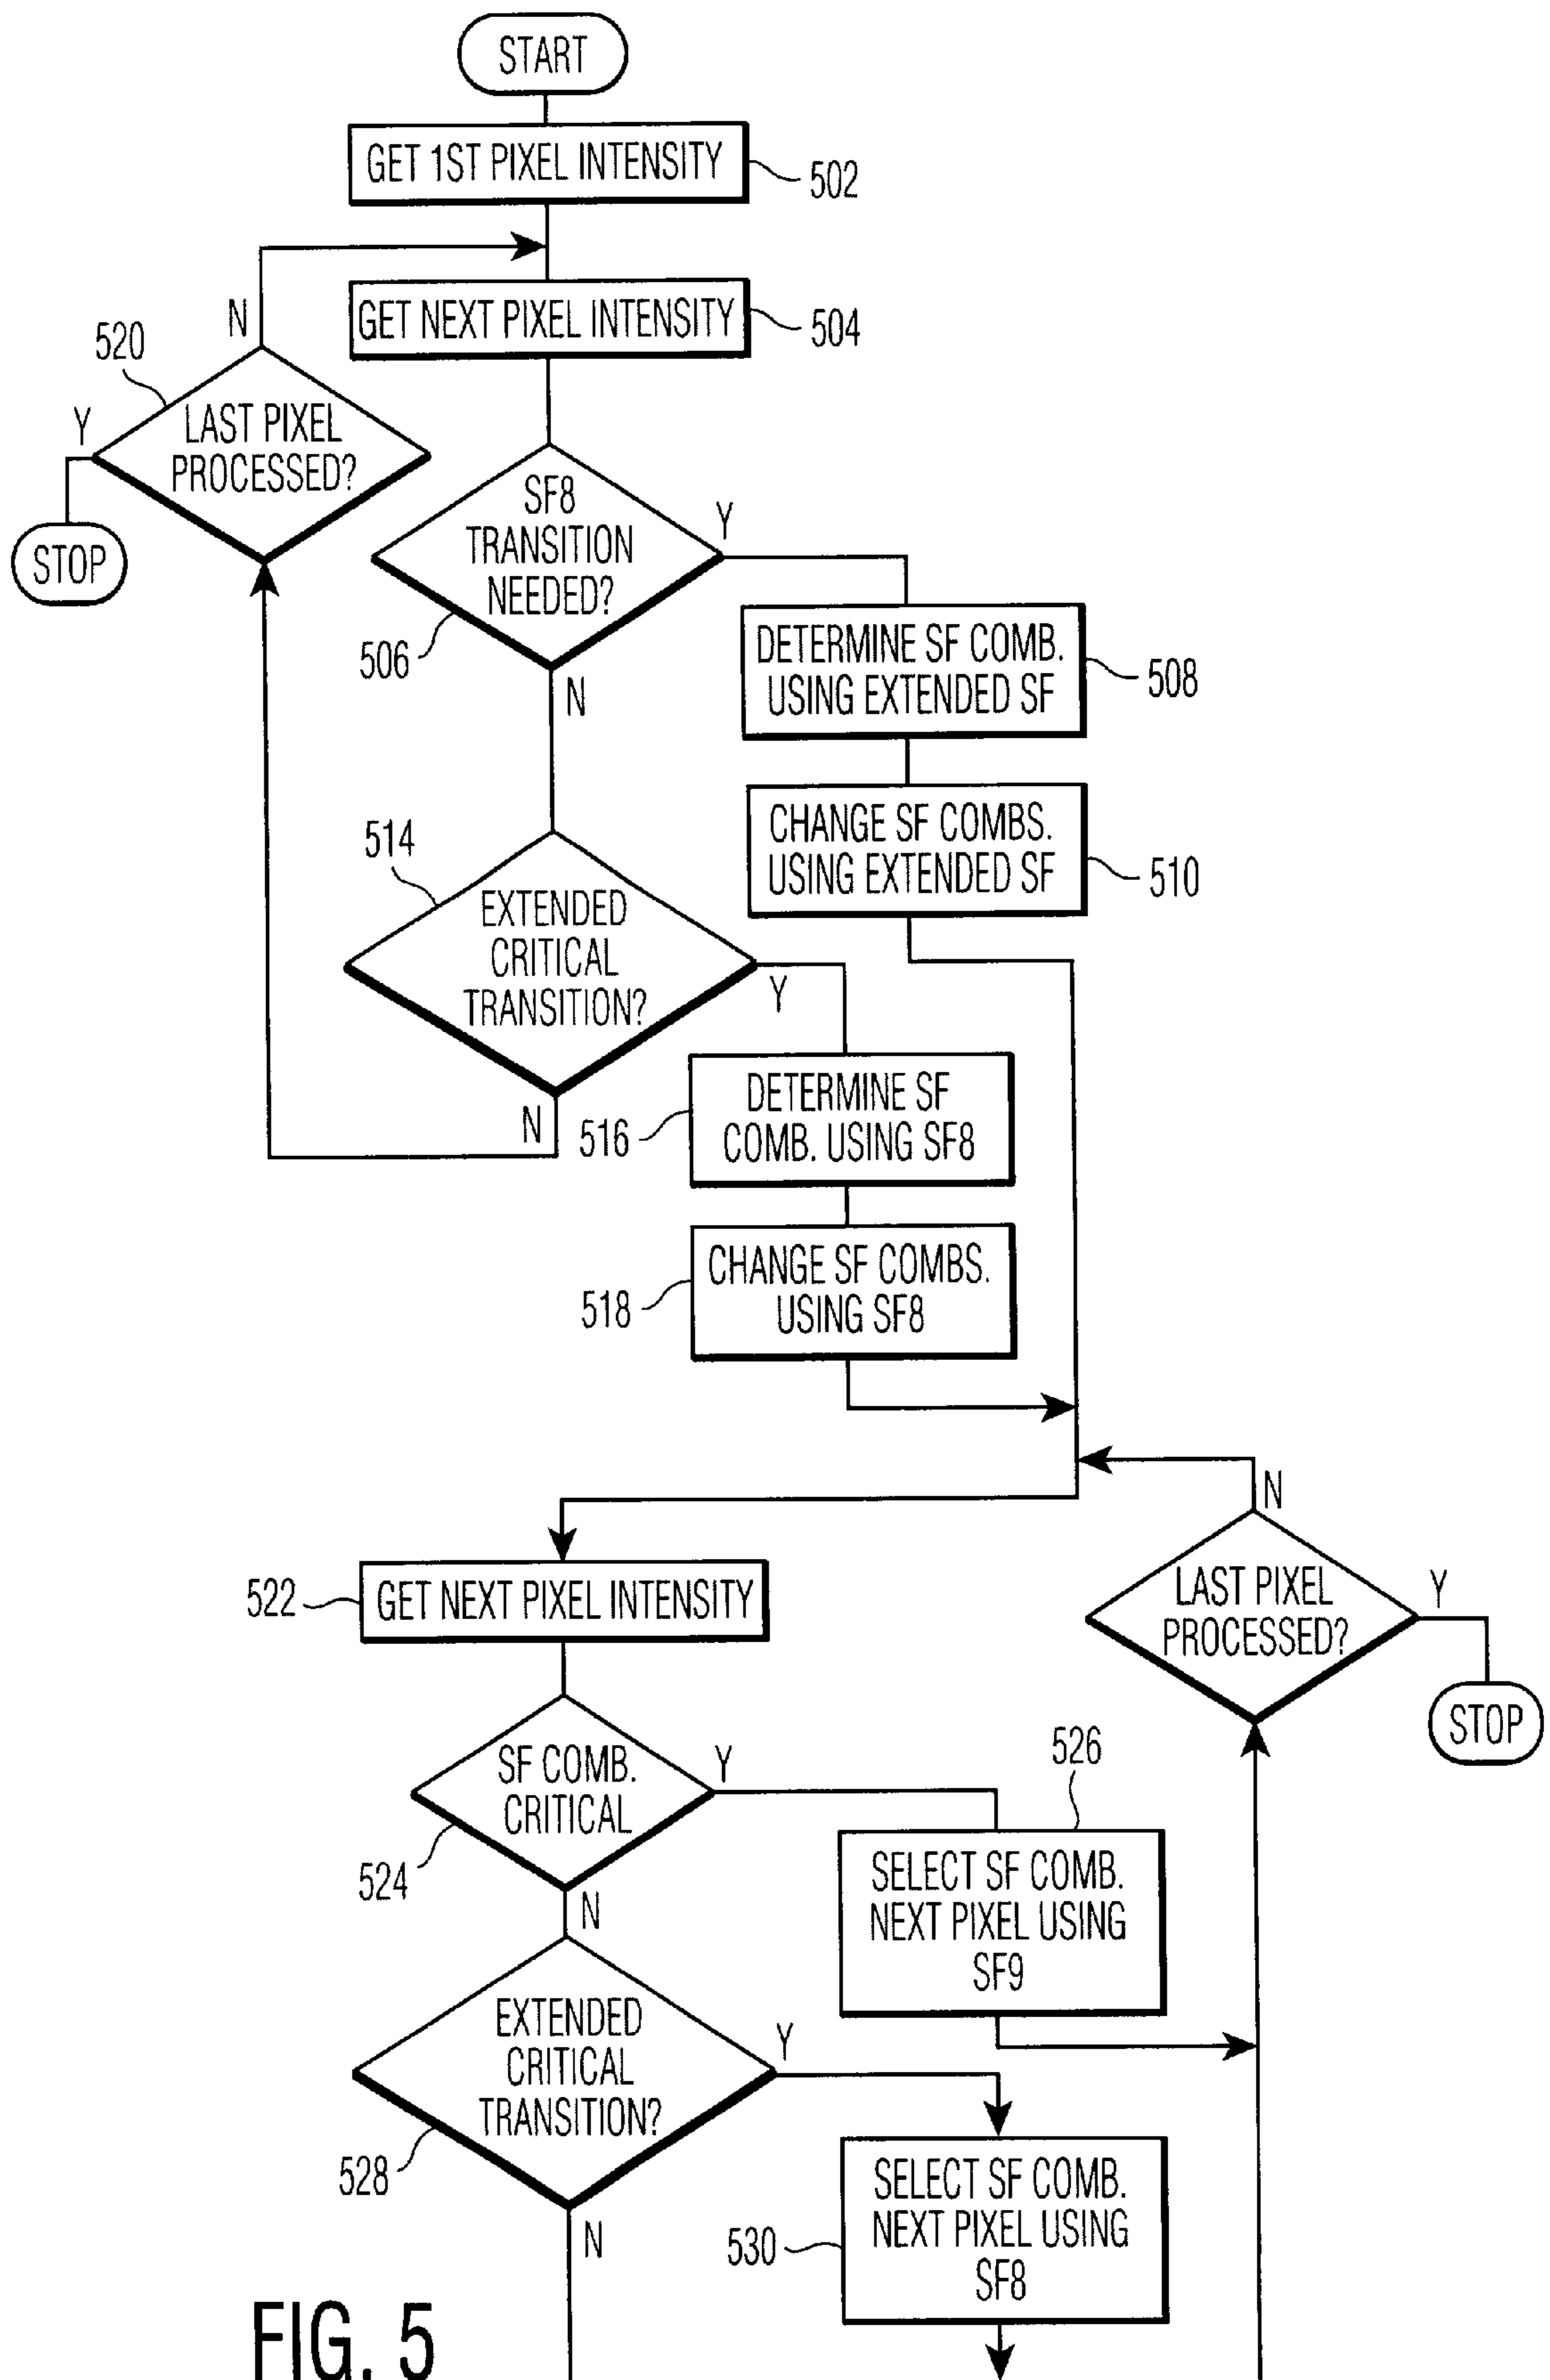 START
GET 1ST PIXEL INTENSITY
502
GET NEXT PIXEL INTENSITY
504
N
520
Y
LAST PIXEL
PROCESSED?
STOP
SF8
TRANSITION
NEEDED?
Y
506
N
DETERMINE SF COMB.
USING EXTENDED SF
508
CHANGE SF COMBS.
USING EXTENDED SF
510
514
EXTENDED
CRITICAL
TRANSITION?
Y
N
DETERMINE SF
COMB. USING SF8
516
CHANGE SF COMBS.
USING SF8
518
522
GET NEXT PIXEL INTENSITY
N
LAST PIXEL
PROCESSED?
Y
STOP
SF COMB.
CRITICAL
Y
524
N
526
SELECT SF COMB.
NEXT PIXEL USING
SF9
EXTENDED
CRITICAL
TRANSITION?
Y
528
N
SELECT SF COMB.
NEXT PIXEL USING
SF8
530
FIG. 5